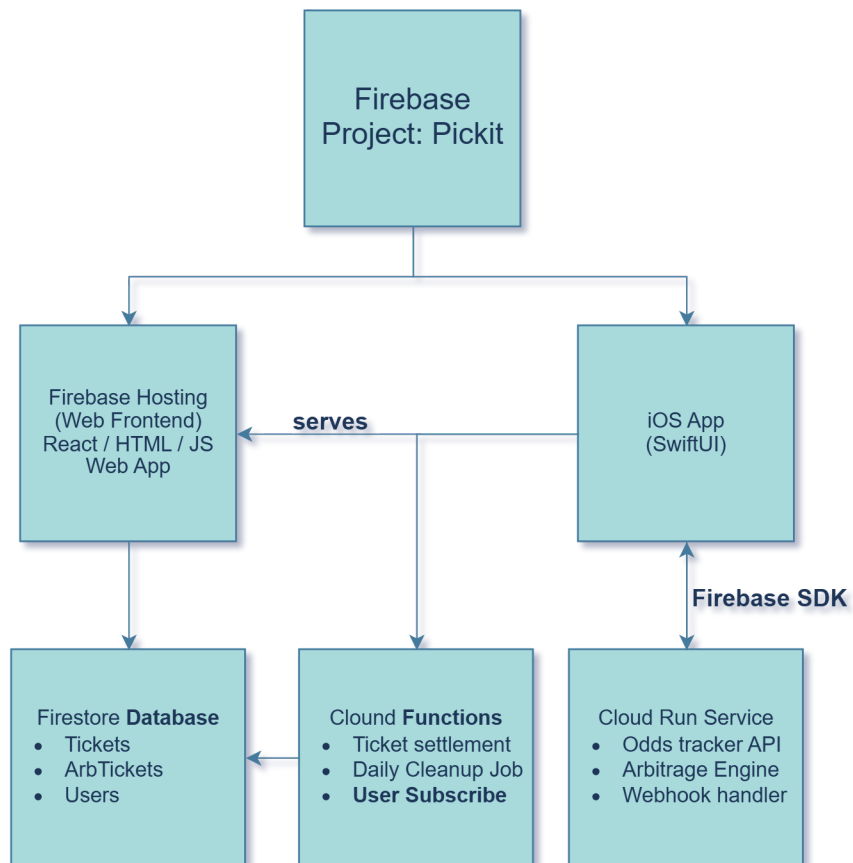 Firebase
Project: Pickit
Firebase Hosting
(Web Frontend)
React / HTML / JS
Web App
serves
iOS App
(SwiftUI)
Firebase SDK
Firestore Database
• Tickets
• ArbTickets
• Users
Clound Functions
• Ticket settlement
• Daily Cleanup Job
• User Subscribe
Cloud Run Service
• Odds tracker API
• Arbitrage Engine
• Webhook handler